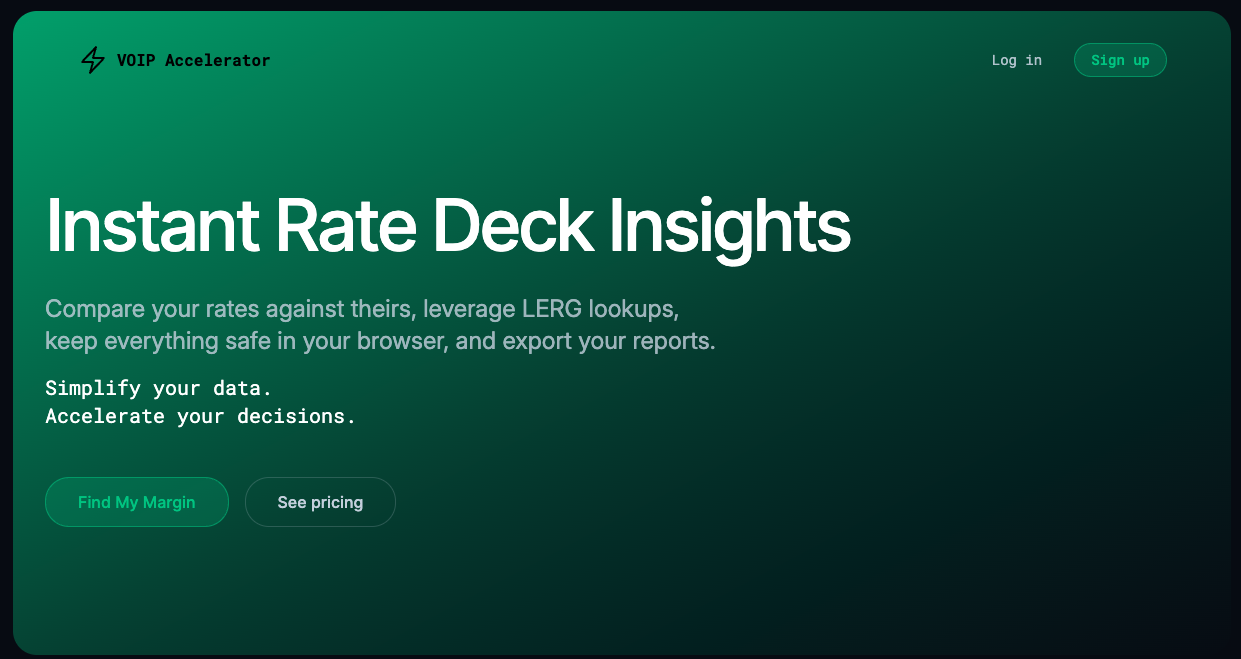 VOIP Accelerator
Log in
Sign up
Instant Rate Deck Insights
Compare your rates against theirs, leverage LERG lookups,
keep everything safe in your browser, and export your reports.
Simplify your data.
Accelerate your decisions.
Find My Margin
See pricing